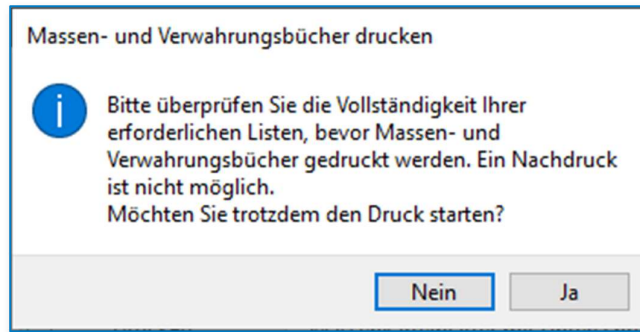 Massen- und Verwahrungsbücher drucken
Bitte überprüfen Sie die Vollständigkeit Ihrer
erforderlichen Listen, bevor Massen- und
Verwahrungsbücher gedruckt werden. Ein Nachdruck
ist nicht möglich.
Möchten Sie trotzdem den Druck starten?
Nein Ja